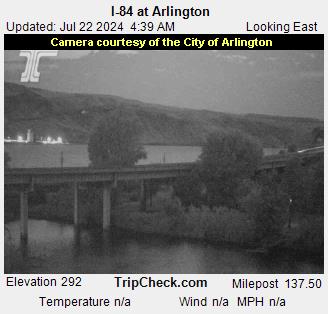 I-84 at Arlington
Updated: Jul 22 2024 4:39 AM Looking East
Camera courtesy of the City of Arlington
Elevation 292 TripCheck.com Milepost 137.50
Temperature n/a Wind n/a MPH n/a